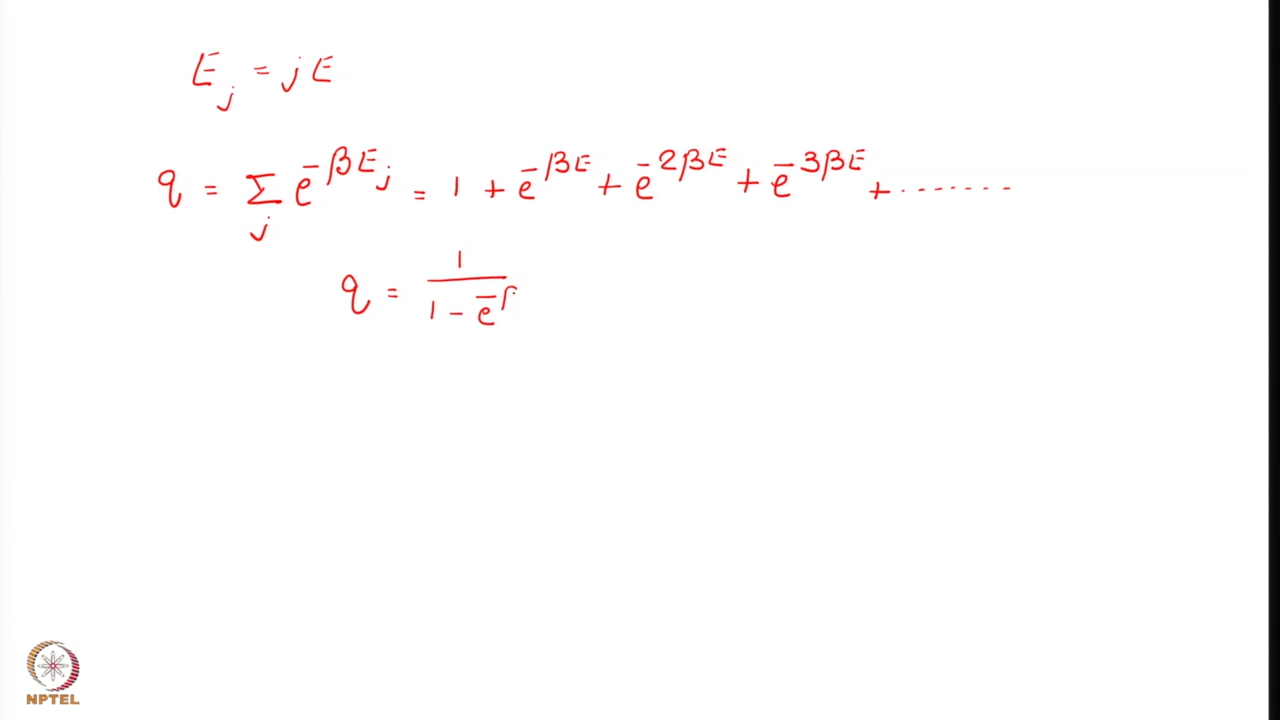 E_j = jE
q = Σ_j e^{-βE_j} = 1 + e^{-βE} + e^{-2βE} + e^{-3βE} + .......
q = 1/(1 - e^-
NPTEL